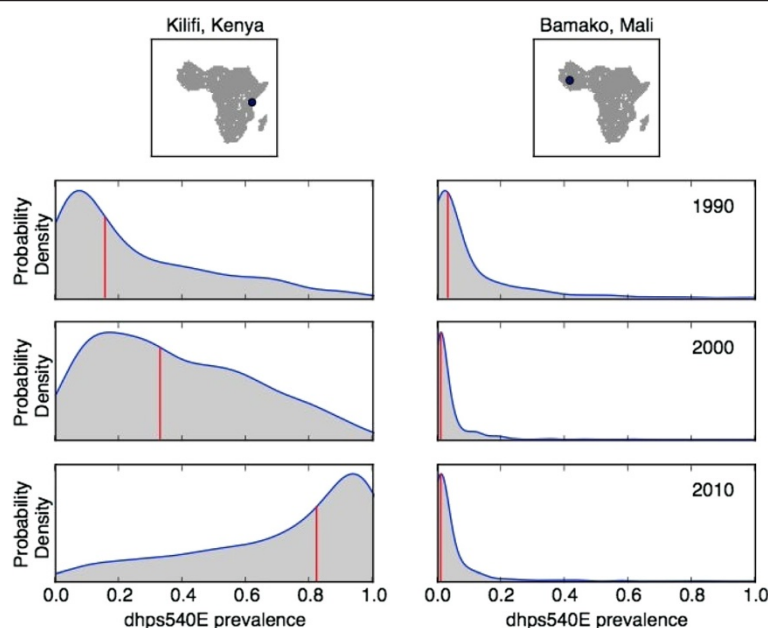 Kilifi, Kenya
Bamako, Mali
Probability
Density
1990
Probability
Density
2000
Probability
Density
2010
0.0 0.2 0.4 0.6 0.8 1.0
dhps540E prevalence
0.0 0.2 0.4 0.6 0.8 1.0
dhps540E prevalence